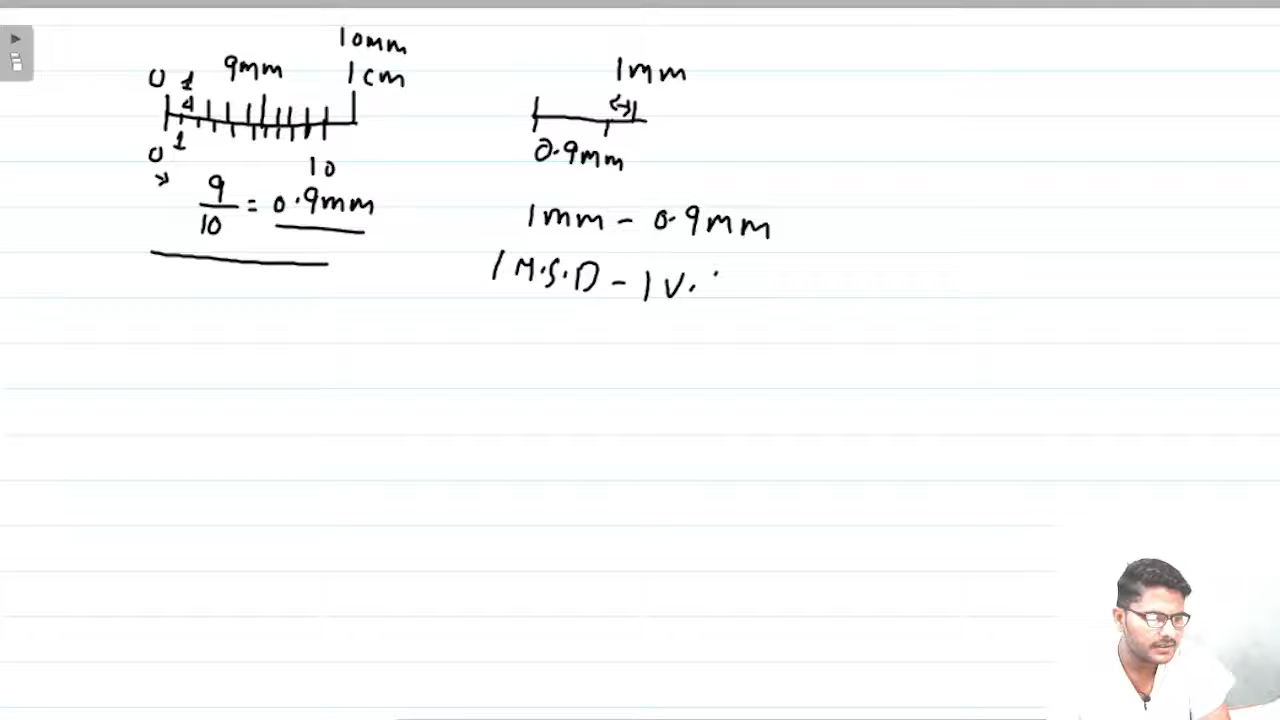 10mm
9mm
1cm
0 1
0 1
10
9/10 = 0.9mm
1mm
0.9mm
1mm - 0.9mm
1 M.S.D - 1 V.